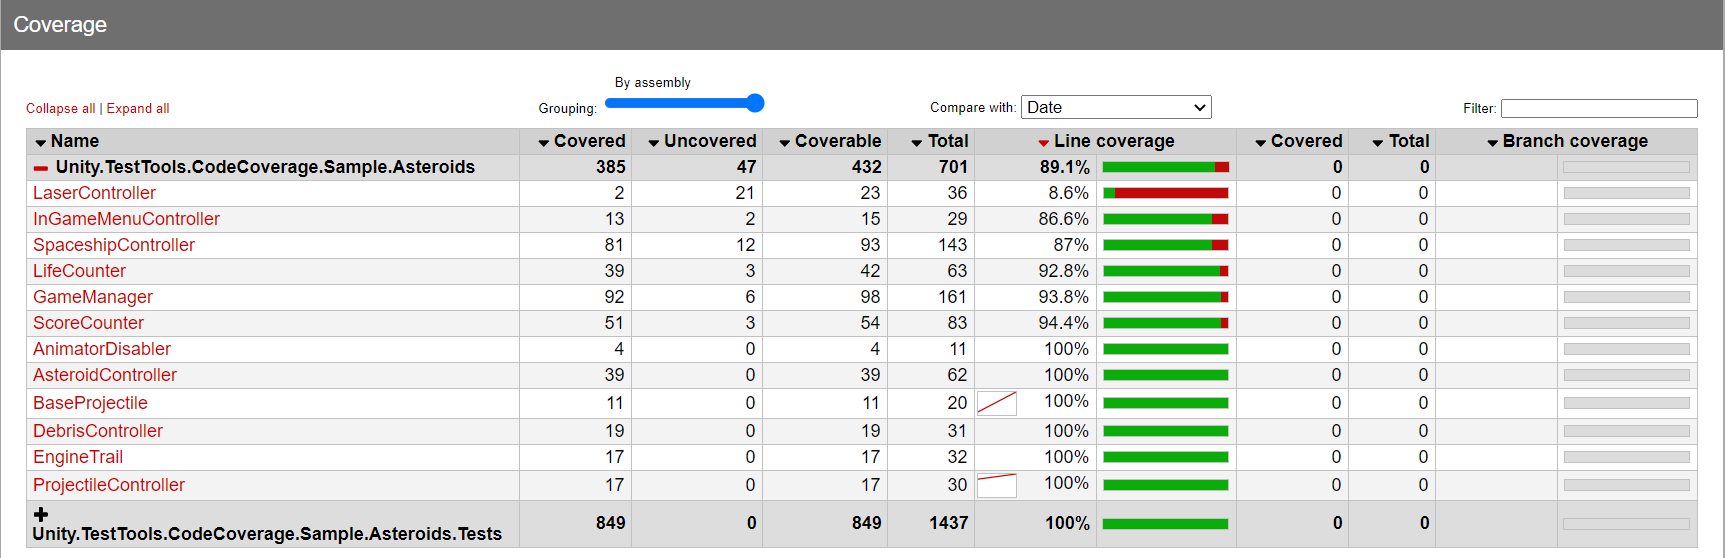 Coverage
By assembly
Collapse all | Expand all Grouping: Compare with: Date Filter:
Name Covered Uncovered Coverable Total Line coverage Covered Total Branch coverage
Unity.TestTools.CodeCoverage.Sample.Asteroids 385 47 432 701 89.1% 0 0
LaserController 2 21 23 36 8.6% 0 0
InGameMenuController 13 2 15 29 86.6% 0 0
SpaceshipController 81 12 93 143 87% 0 0
LifeCounter 39 3 42 63 92.8% 0 0
GameManager 92 6 98 161 93.8% 0 0
ScoreCounter 51 3 54 83 94.4% 0 0
AnimatorDisabler 4 0 4 11 100% 0 0
AsteroidController 39 0 39 62 100% 0 0
BaseProjectile 11 0 11 20 100% 0 0
DebrisController 19 0 19 31 100% 0 0
EngineTrail 17 0 17 32 100% 0 0
ProjectileController 17 0 17 30 100% 0 0
Unity.TestTools.CodeCoverage.Sample.Asteroids.Tests 849 0 849 1437 100% 0 0